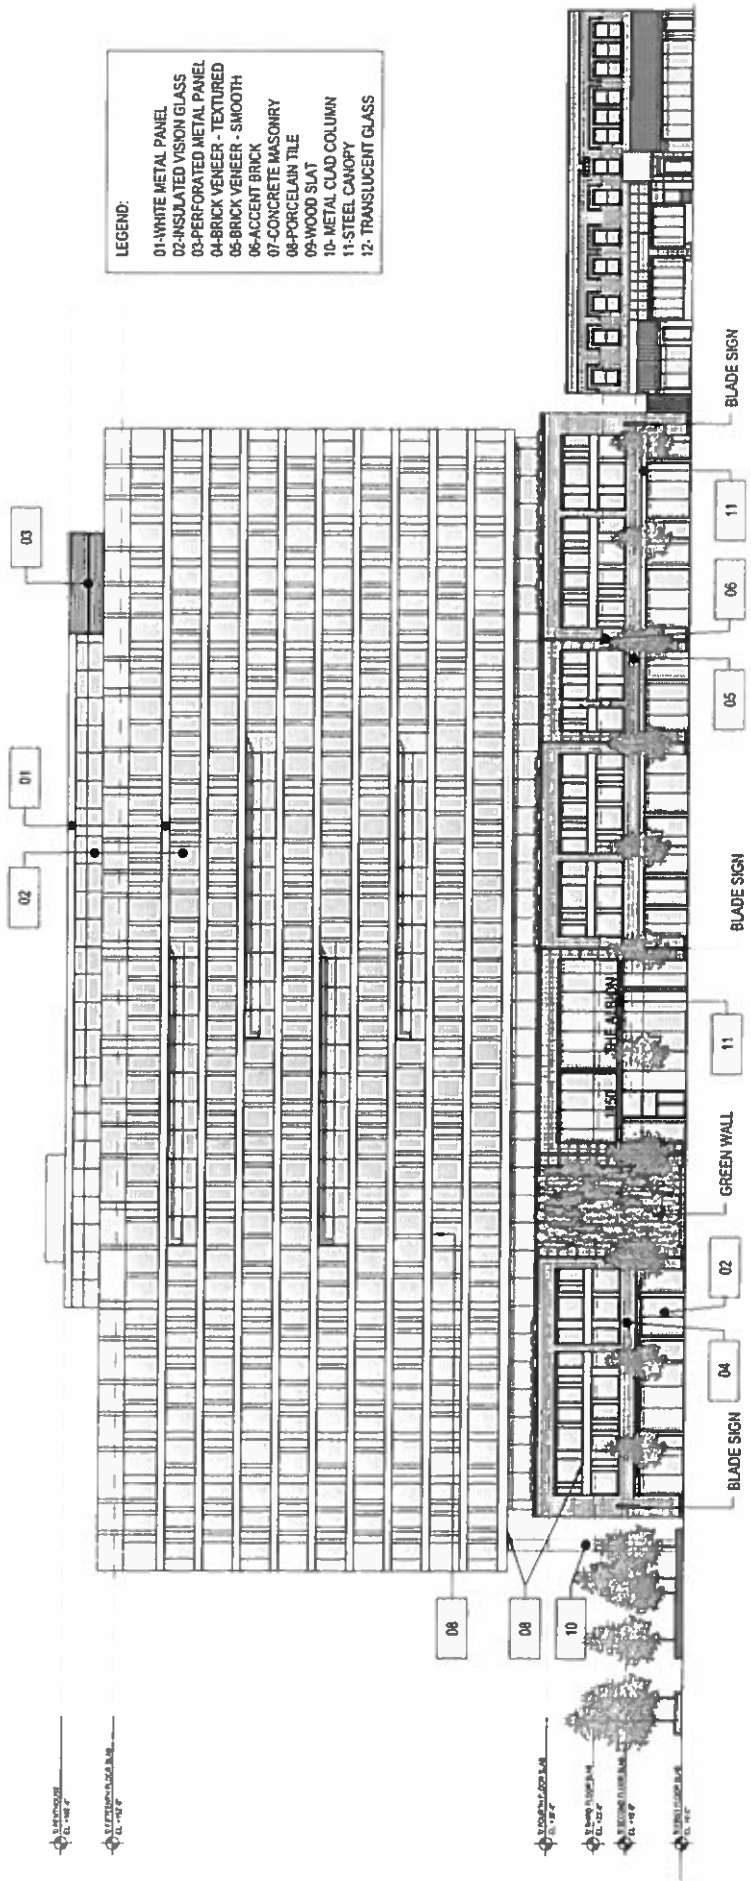 LEGEND:
01-WHITE METAL PANEL
02-INSULATED VISION GLASS
03-PERFORATED METAL PANEL
04-BRICK VENEER - TEXTURED
05-BRICK VENEER - SMOOTH
06-ACCENT BRICK
07-CONCRETE MASONRY
08-PORCELAIN TILE
09-WOOD SLAT
10- METAL CLAD COLUMN
11-STEEL CANOPY
12- TRANSLUCENT GLASS
03
01
02
08
08
10
1150
THE ALBION
BLADE SIGN
04
02
GREEN WALL
11
BLADE SIGN
05
06
11
BLADE SIGN